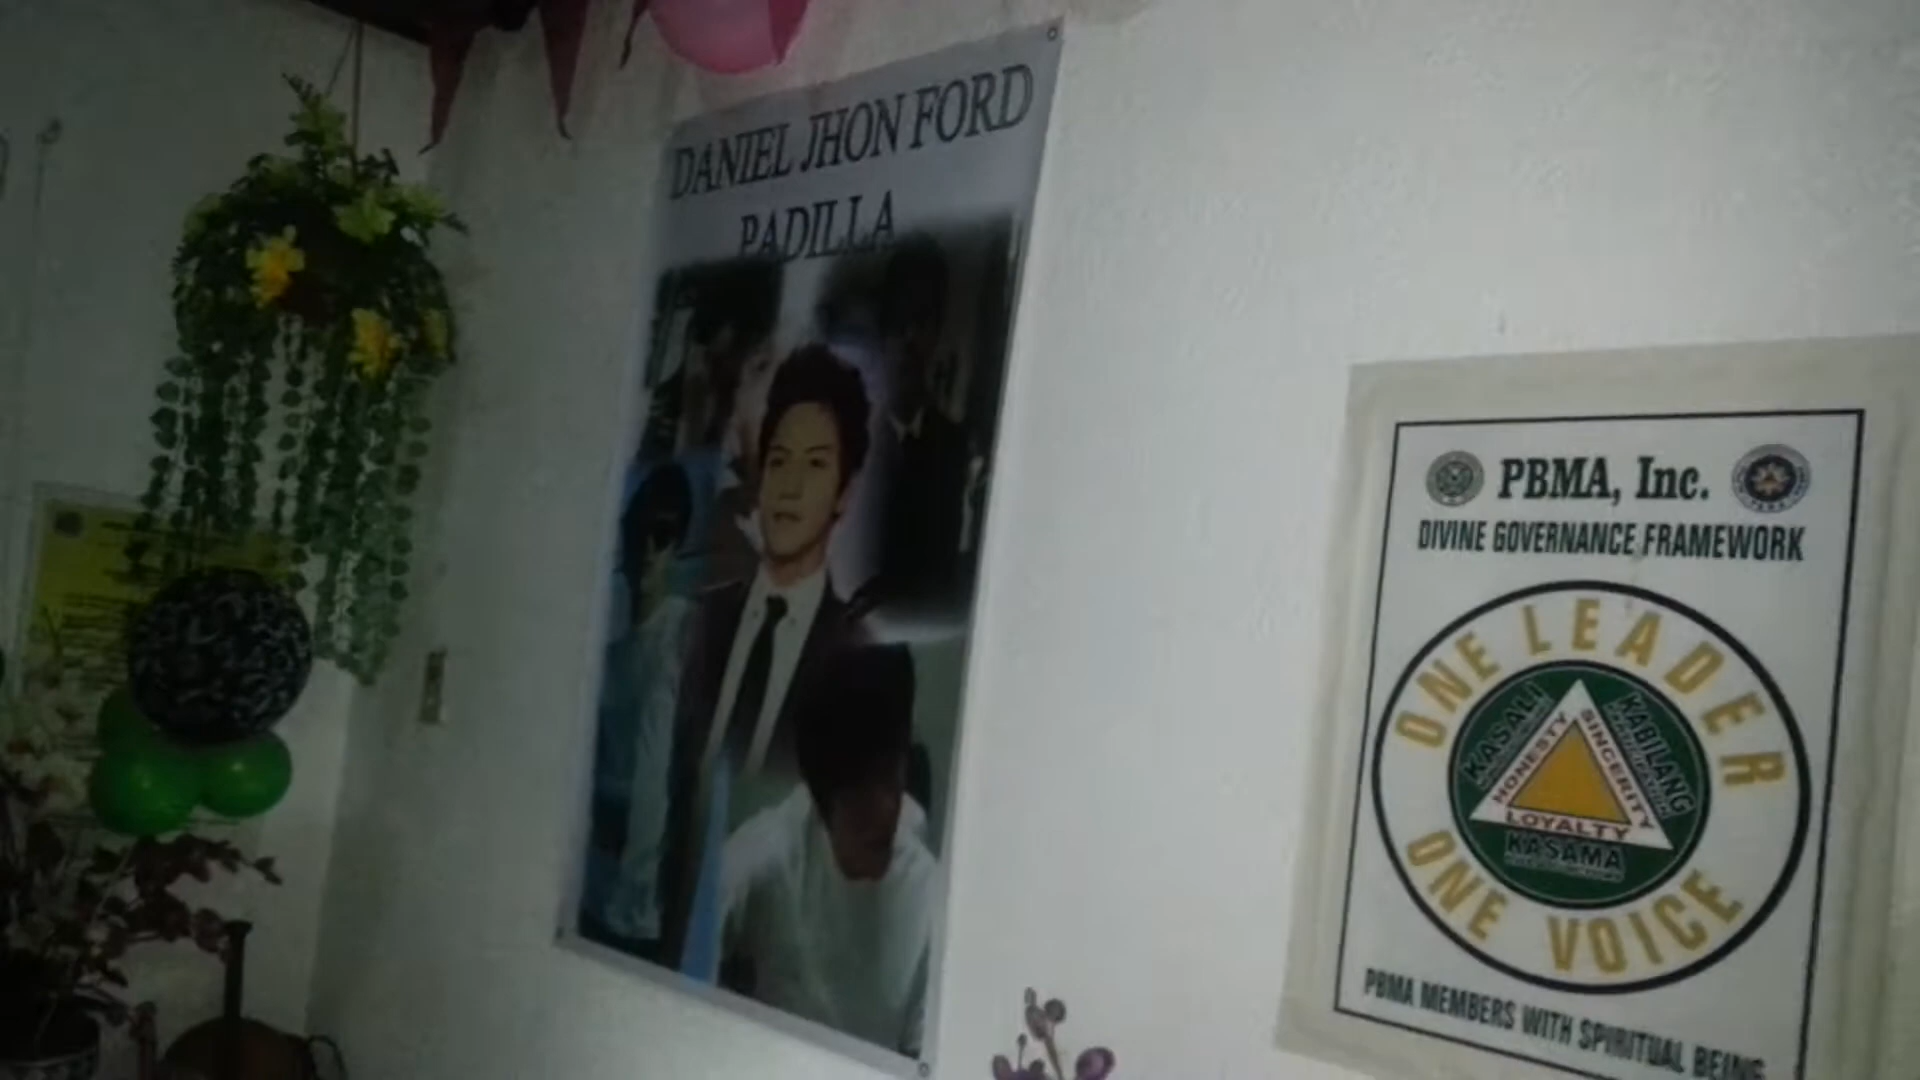 DANIEL JHON FORD
PADILLA
PBMA, Inc.
DIVINE GOVERNANCE FRAMEWORK
ONE LEADER
KASALI
KABILANG
HONESTY
SINCERITY
LOYALTY
KASAMA
ONE VOICE
PBMA MEMBERS WITH SPIRITUAL BEING